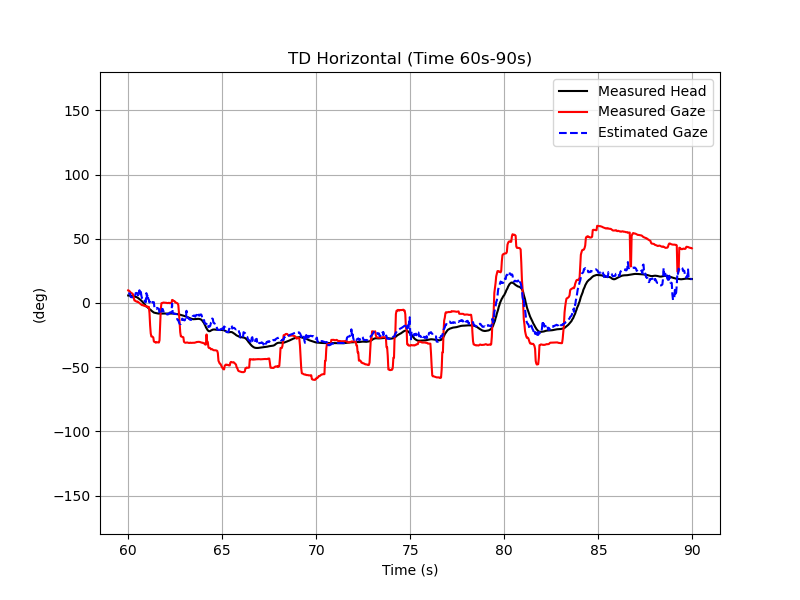 TD Horizontal (Time 60s-90s)
Measured Head
Measured Gaze
Estimated Gaze
150
100
50
0
−50
−100
−150
(deg)
60 65 70 75 80 85 90
Time (s)